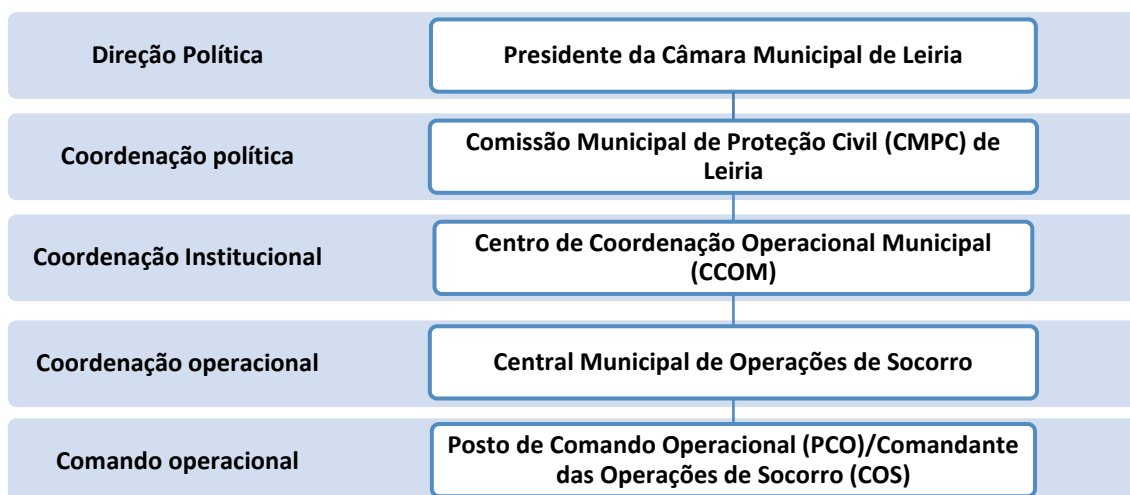 Direção Política
Presidente da Câmara Municipal de Leiria
Coordenação política
Comissão Municipal de Proteção Civil (CMPC) de
Leiria
Coordenação Institucional
Centro de Coordenação Operacional Municipal
(CCOM)
Coordenação operacional
Central Municipal de Operações de Socorro
Comando operacional
Posto de Comando Operacional (PCO)/Comandante
das Operações de Socorro (COS)